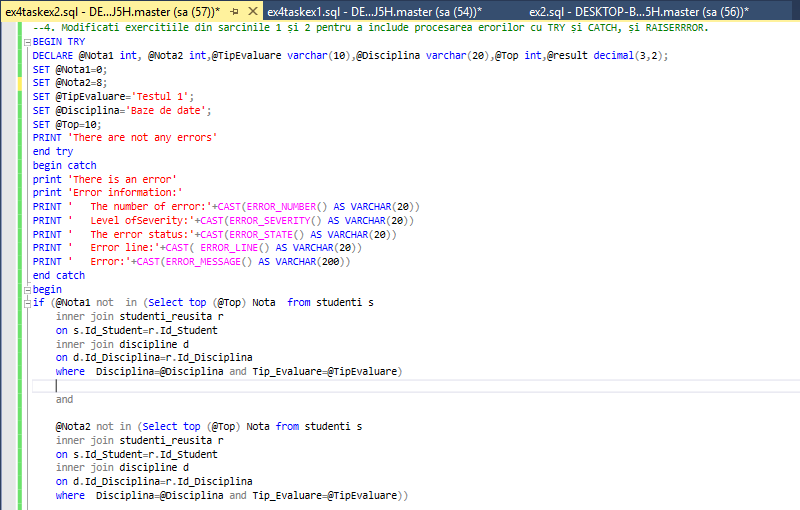 ex4taskex2.sql - DE...J5H.master (sa (57))* ex4taskex1.sql - DE...J5H.master (sa (54))* ex2.sql - DESKTOP-B...5H.master (sa (56))*
--4. Modificati exercitiile din sarcinile 1 și 2 pentru a include procesarea erorilor cu TRY și CATCH, și RAISERRROR.
BEGIN TRY
DECLARE @Nota1 int, @Nota2 int,@TipEvaluare varchar(10),@Disciplina varchar(20),@Top int,@result decimal(3,2);
SET @Nota1=0;
SET @Nota2=8;
SET @TipEvaluare='Testul 1';
SET @Disciplina='Baze de date';
SET @Top=10;
PRINT 'There are not any errors'
end try
begin catch
print 'There is an error'
print 'Error information:'
PRINT '   The number of error:'+CAST(ERROR_NUMBER() AS VARCHAR(20))
PRINT '   Level ofSeverity:'+CAST(ERROR_SEVERITY() AS VARCHAR(20))
PRINT '   The error status:'+CAST(ERROR_STATE() AS VARCHAR(20))
PRINT '   Error line:'+CAST( ERROR_LINE() AS VARCHAR(20))
PRINT '   Error:'+CAST(ERROR_MESSAGE() AS VARCHAR(200))
end catch
begin
if (@Nota1 not  in (Select top (@Top) Nota  from studenti s
inner join studenti_reusita r
on s.Id_Student=r.Id_Student
inner join discipline d
on d.Id_Disciplina=r.Id_Disciplina
where  Disciplina=@Disciplina and Tip_Evaluare=@TipEvaluare)
and
@Nota2 not in (Select top (@Top) Nota from studenti s
inner join studenti_reusita r
on s.Id_Student=r.Id_Student
inner join discipline d
on d.Id_Disciplina=r.Id_Disciplina
where  Disciplina=@Disciplina and Tip_Evaluare=@TipEvaluare))